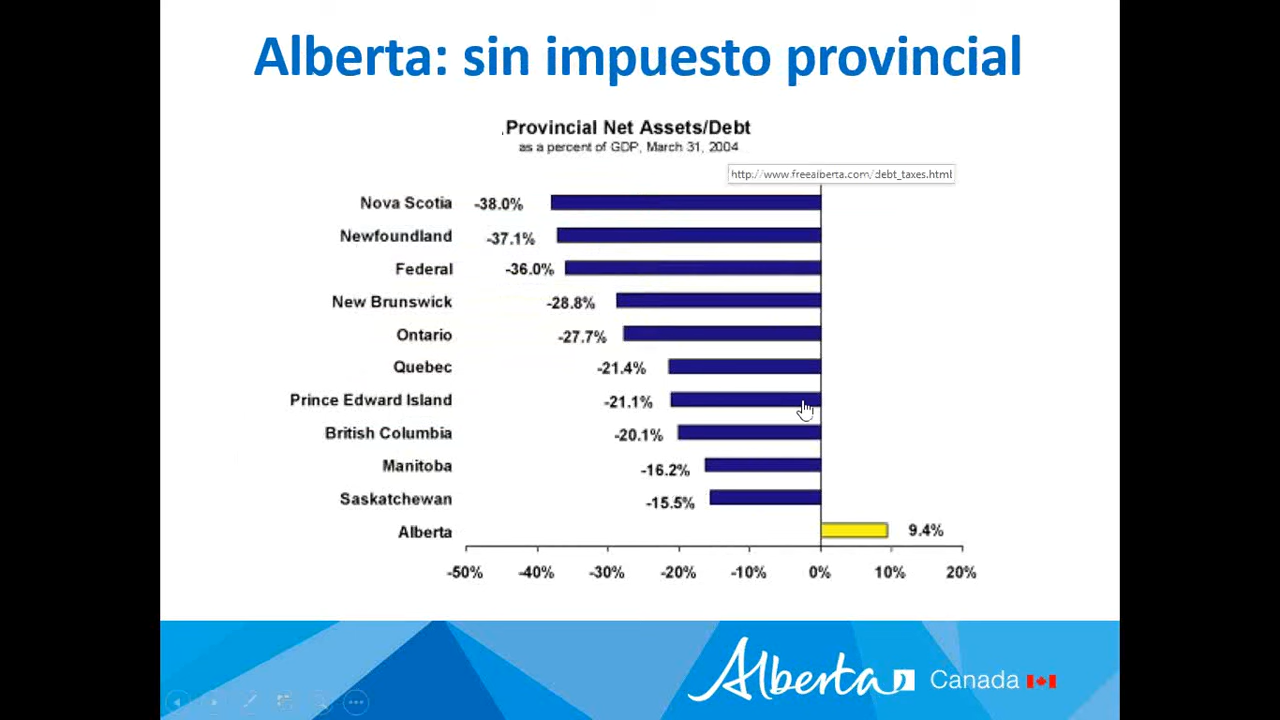 Alberta: sin impuesto provincial
Provincial Net Assets/Debt
as a percent of GDP, March 31, 2004
http://www.freealberta.com/debt_taxes.html
Nova Scotia -38.0%
Newfoundland -37.1%
Federal -36.0%
New Brunswick -28.8%
Ontario -27.7%
Quebec -21.4%
Prince Edward Island -21.1%
British Columbia -20.1%
Manitoba -16.2%
Saskatchewan -15.5%
Alberta 9.4%
-50% -40% -30% -20% -10% 0% 10% 20%
Alberta Canada